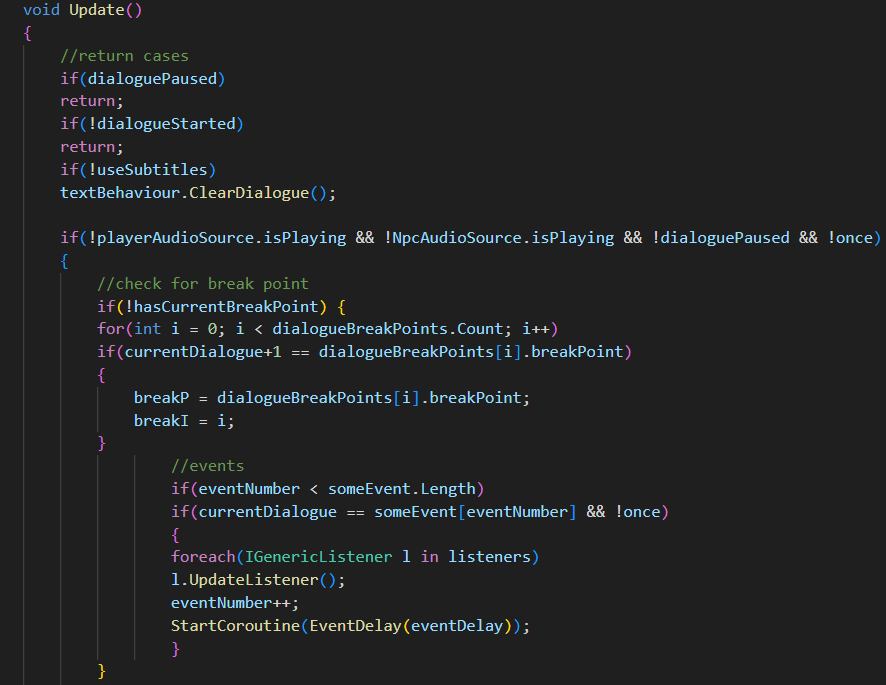 void Update()
{
//return cases
if(dialoguePaused)
return;
if(!dialogueStarted)
return;
if(!useSubtitles)
textBehaviour.ClearDialogue();
if(!playerAudioSource.isPlaying && !NpcAudioSource.isPlaying && !dialoguePaused && !once)
{
//check for break point
if(!hasCurrentBreakPoint) {
for(int i = 0; i < dialogueBreakPoints.Count; i++)
if(currentDialogue+1 == dialogueBreakPoints[i].breakPoint)
{
breakP = dialogueBreakPoints[i].breakPoint;
breakI = i;
}
//events
if(eventNumber < someEvent.Length)
if(currentDialogue == someEvent[eventNumber] && !once)
{
foreach(IGenericListener l in listeners)
l.UpdateListener();
eventNumber++;
StartCoroutine(EventDelay(eventDelay));
}
}